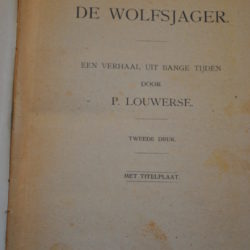 DE WOLFSJAGER.
EEN VERHAAL UIT BANGE TIJDEN
DOOR
P. LOUWERSE.
TWEEDE DRUK.
MET TITELPLAAT.